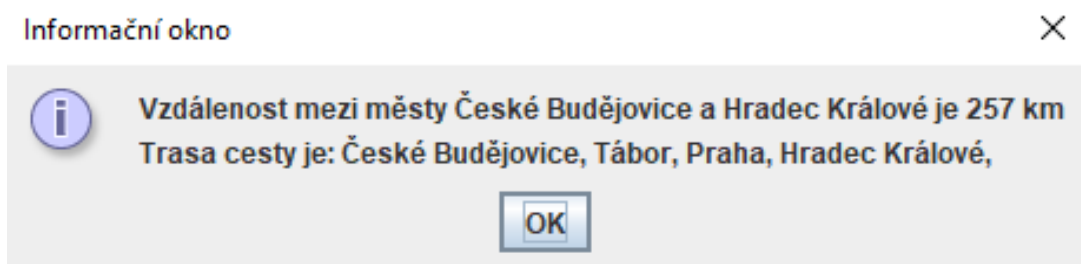 Informační okno
Vzdálenost mezi městy České Budějovice a Hradec Králové je 257 km
Trasa cesty je: České Budějovice, Tábor, Praha, Hradec Králové,
OK